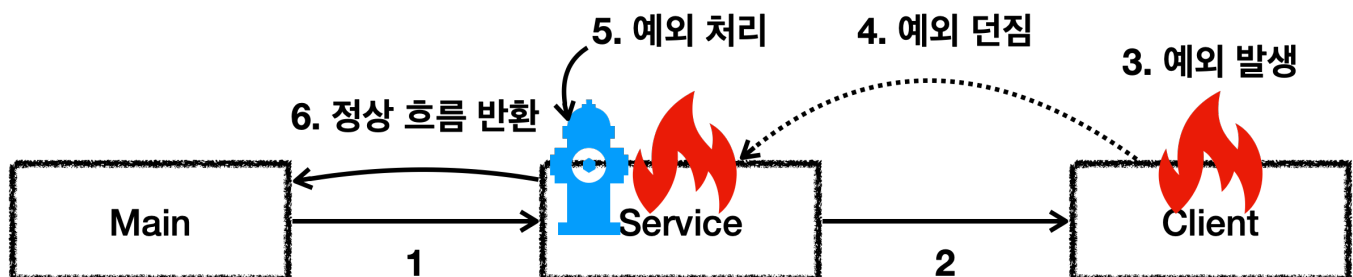 5. 예외 처리
4. 예외 던짐
3. 예외 발생
6. 정상 흐름 반환
Main
Service
Client
1
2